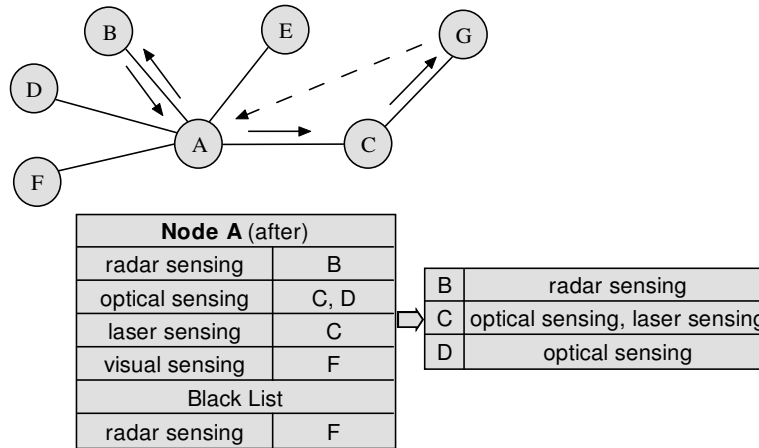 B
E
G
D
A
C
F
Node A (after)
radar sensing B
optical sensing C, D
laser sensing C
visual sensing F
Black List
radar sensing F
B radar sensing
C optical sensing, laser sensing
D optical sensing